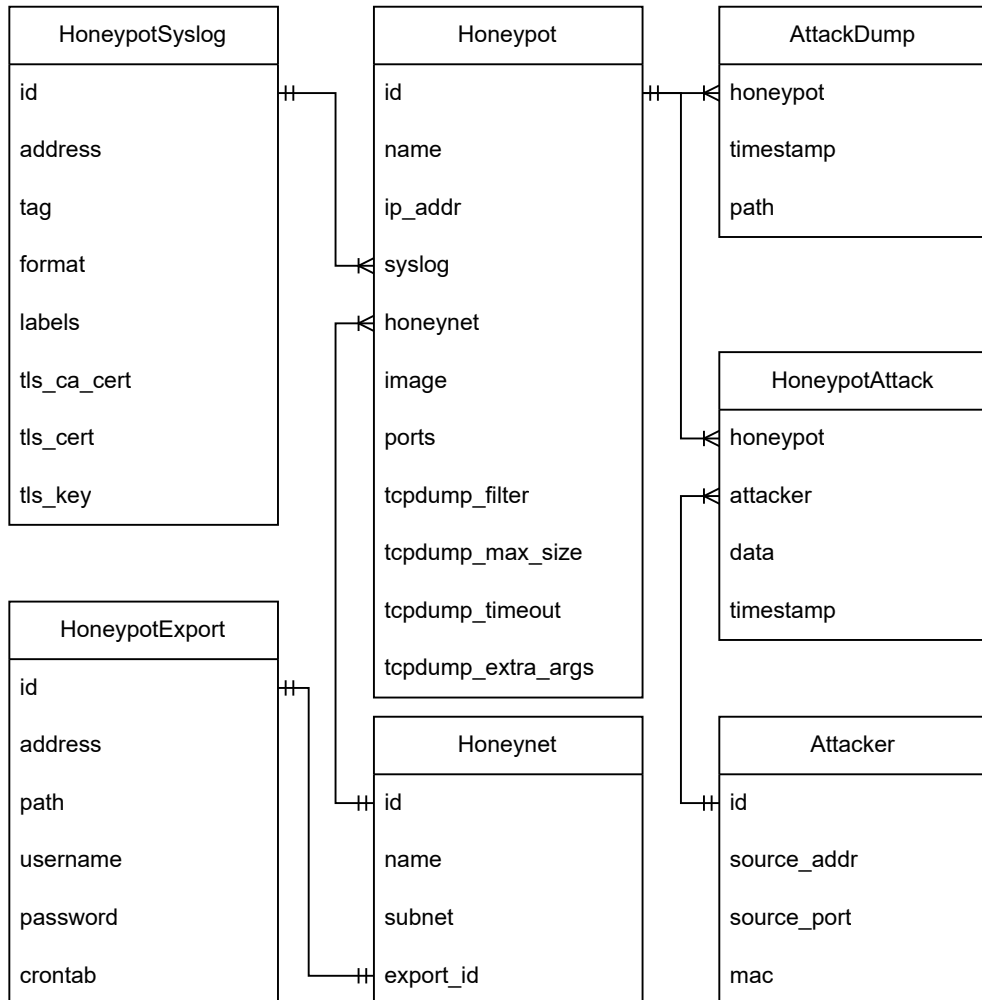 HoneypotSyslog
id
address
tag
format
labels
tls_ca_cert
tls_cert
tls_key
HoneypotExport
id
address
path
username
password
crontab
Honeypot
id
name
ip_addr
syslog
honeynet
image
ports
tcpdump_filter
tcpdump_max_size
tcpdump_timeout
tcpdump_extra_args
Honeynet
id
name
subnet
export_id
AttackDump
honeypot
timestamp
path
HoneypotAttack
honeypot
attacker
data
timestamp
Attacker
id
source_addr
source_port
mac